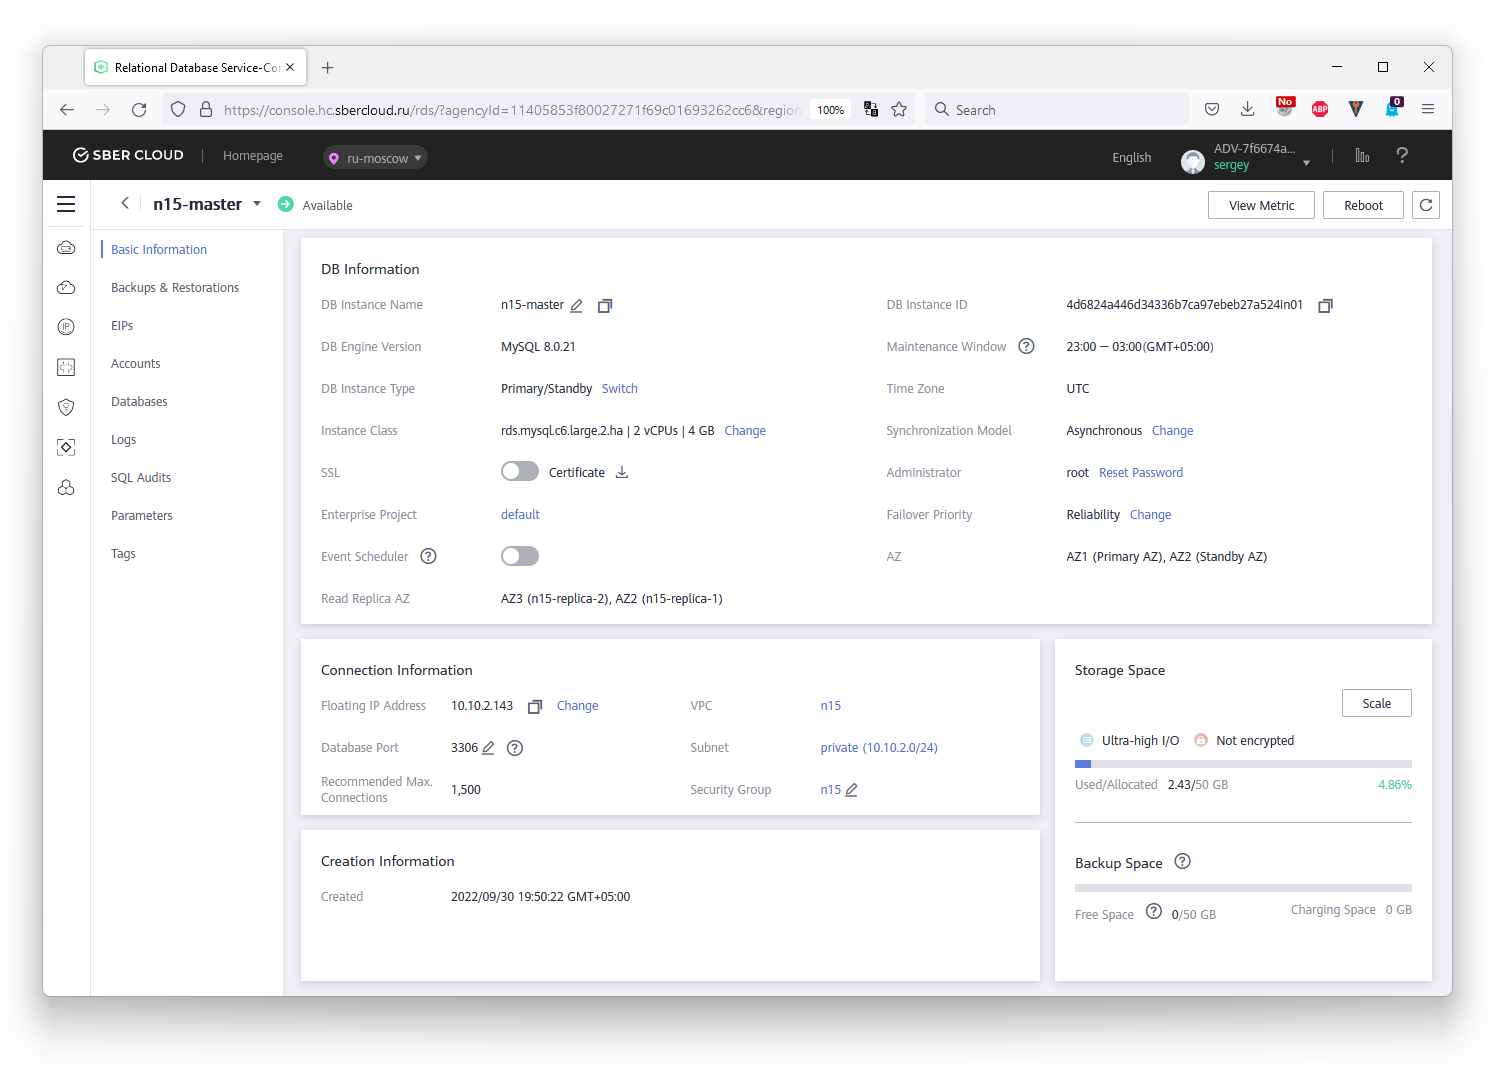 Relational Database Service-Con
https://console.hc.sbercloud.ru/rds/?agencyId=11405853f80027271f69c01693262cc6&region
100%
Search
No
ABP
0
SBER CLOUD
Homepage
ru-moscow
English
ADV-7f6674a...
sergey
?
n15-master
Available
View Metric
Reboot
IP
Basic Information
Backups & Restorations
EIPs
Accounts
Databases
Logs
SQL Audits
Parameters
Tags
DB Information
DB Instance Name n15-master
DB Instance ID 4d6824a446d34336b7ca97ebeb27a524in01
DB Engine Version MySQL 8.0.21
Maintenance Window ? 23:00 — 03:00(GMT+05:00)
DB Instance Type Primary/Standby Switch
Time Zone UTC
Instance Class rds.mysql.c6.large.2.ha | 2 vCPUs | 4 GB Change
Synchronization Model Asynchronous Change
SSL Certificate
Administrator root Reset Password
Enterprise Project default
Failover Priority Reliability Change
Event Scheduler ?
AZ AZ1 (Primary AZ), AZ2 (Standby AZ)
Read Replica AZ AZ3 (n15-replica-2), AZ2 (n15-replica-1)
Connection Information
Floating IP Address 10.10.2.143 Change
VPC n15
Database Port 3306 ?
Subnet private (10.10.2.0/24)
Recommended Max.
Connections
1,500
Security Group n15
Creation Information
Created 2022/09/30 19:50:22 GMT+05:00
Storage Space
Scale
Ultra-high I/O Not encrypted
Used/Allocated 2.43/50 GB 4.86%
Backup Space ?
Free Space ? 0/50 GB
Charging Space 0 GB